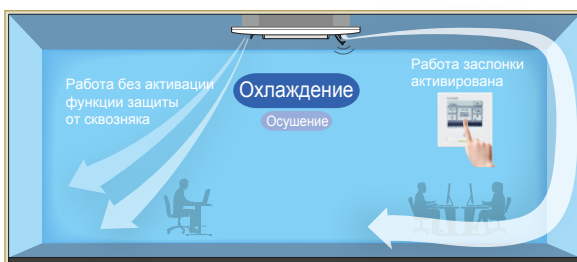 Работа без активации
функции защиты
от сквозняка
Охлаждение
Осушение
Работа заслонки
активирована